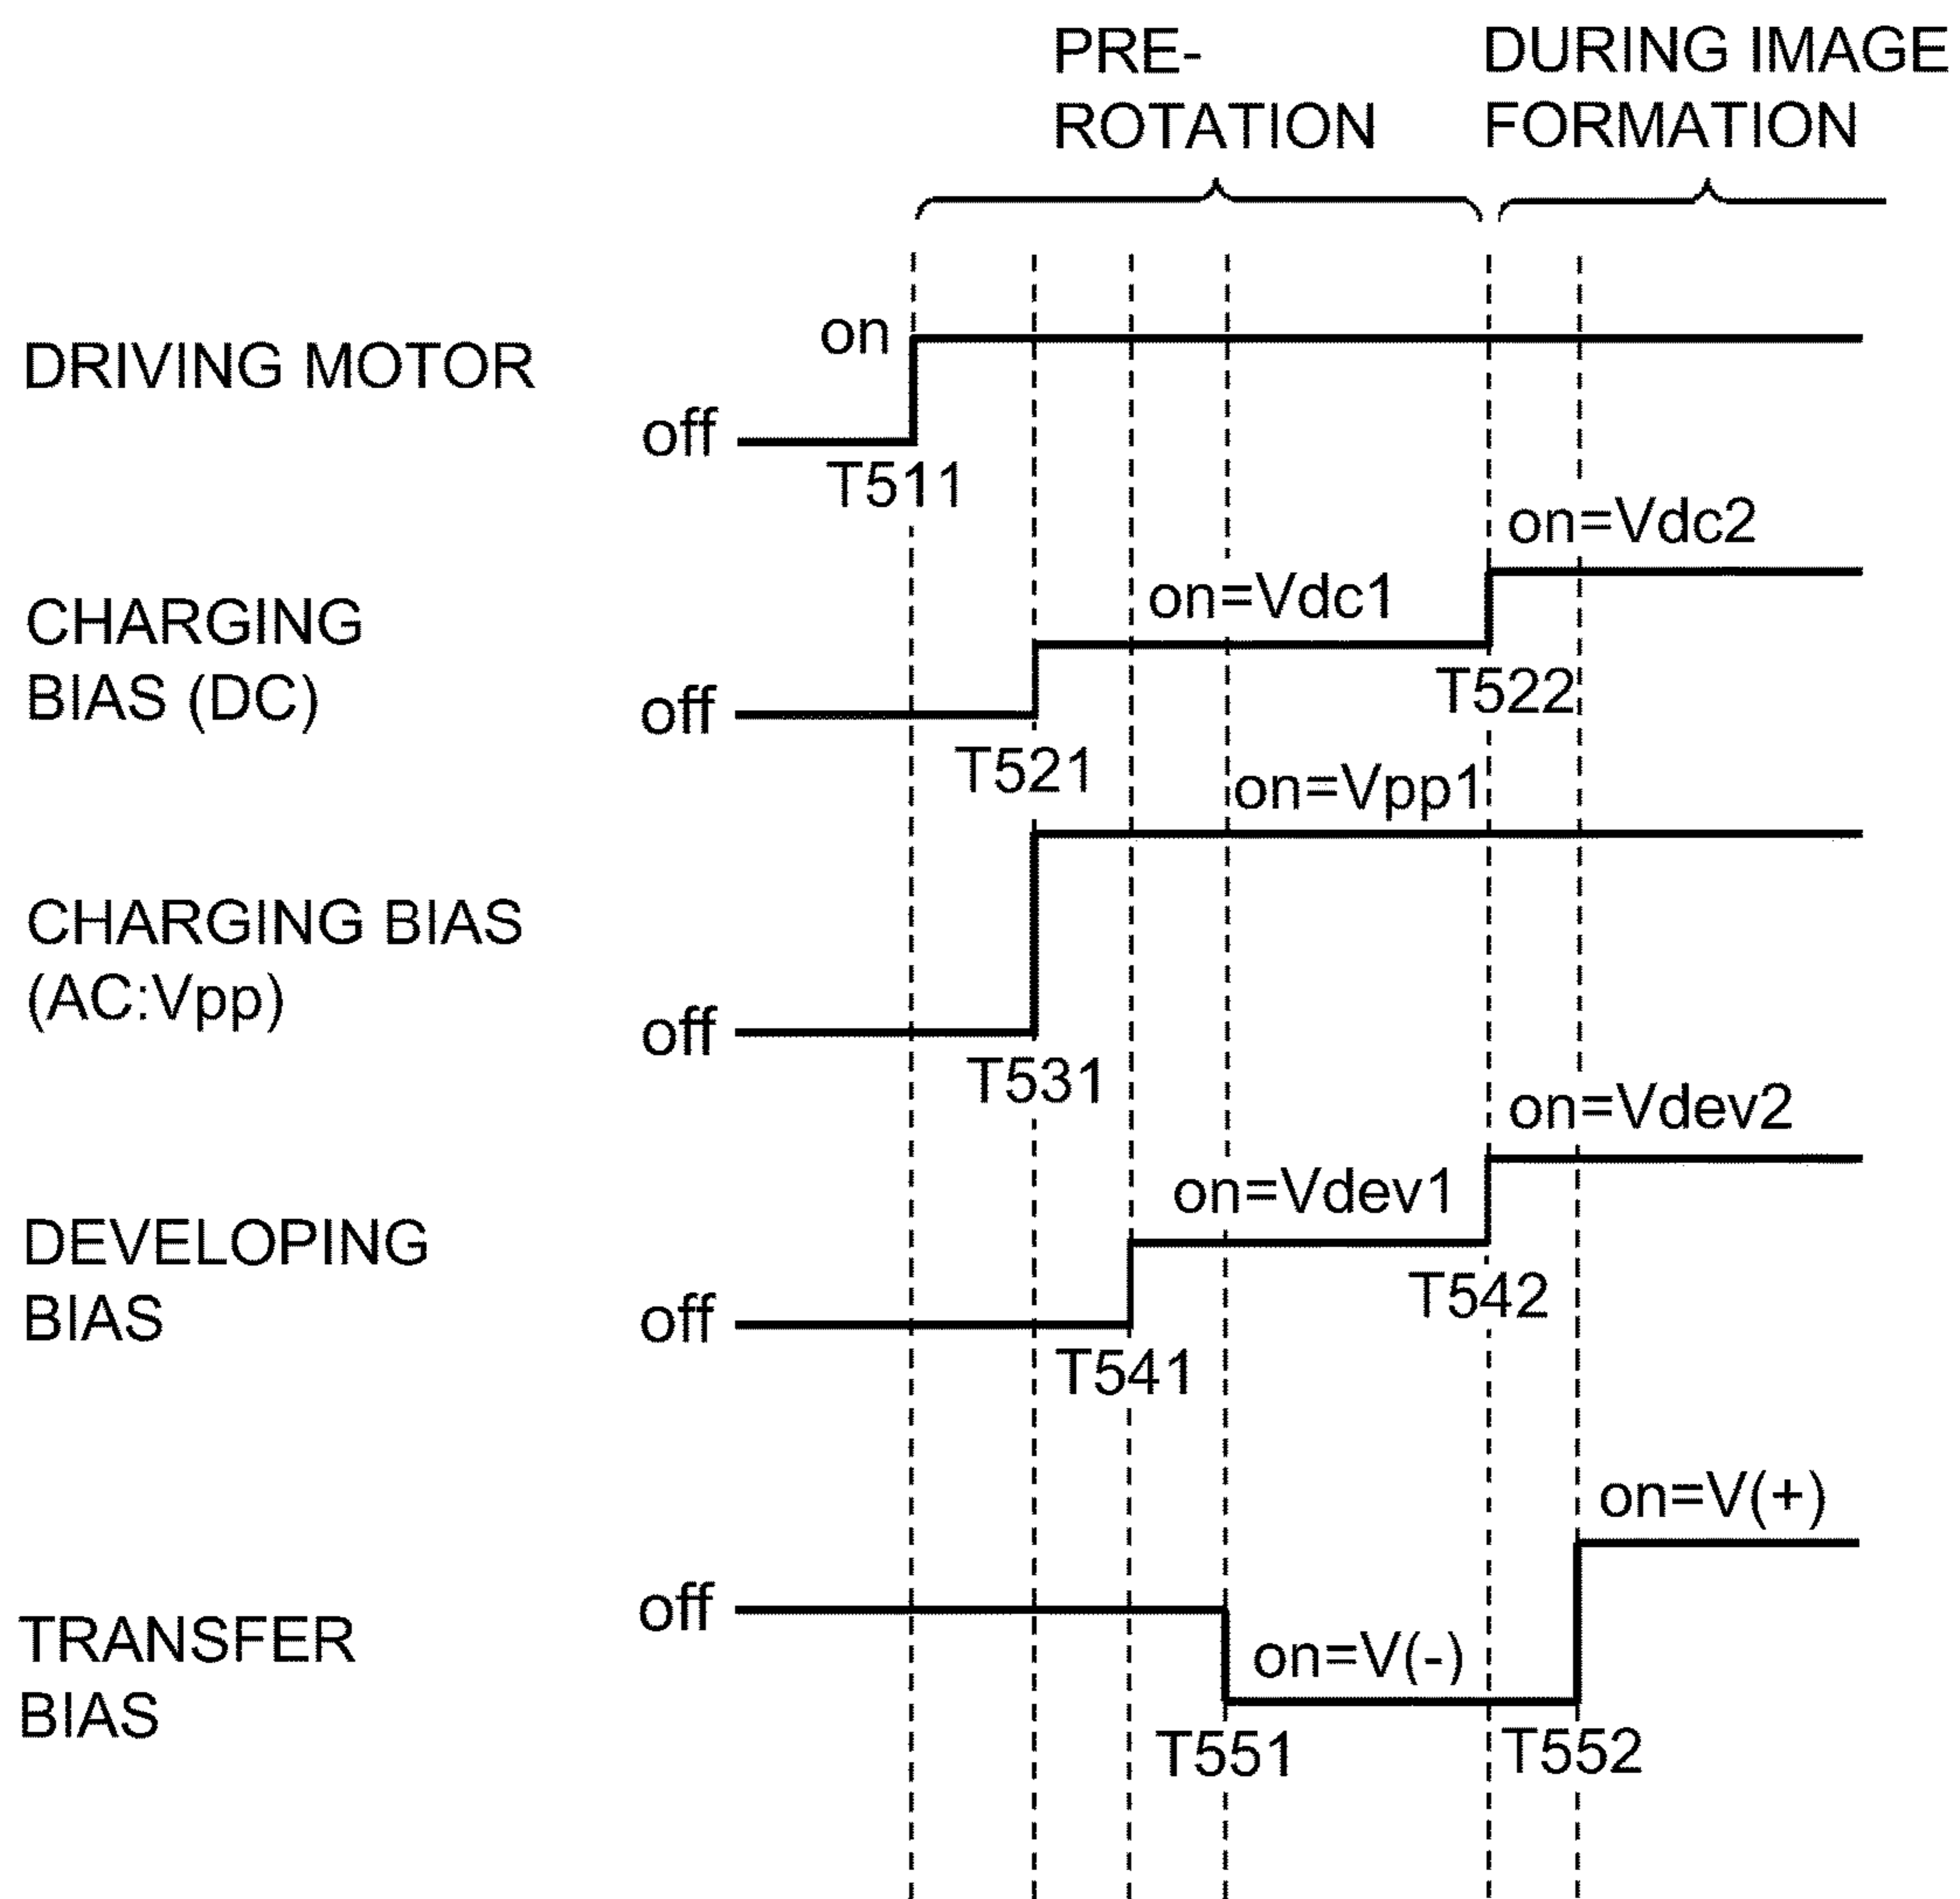 PRE-
ROTATION
DURING IMAGE
FORMATION
DRIVING MOTOR
on
off
T511
CHARGING
BIAS (DC)
off
T521
on=Vdc1
T522
on=Vdc2
CHARGING BIAS
(AC:Vpp)
off
T531
on=Vpp1
DEVELOPING
BIAS
off
T541
on=Vdev1
T542
on=Vdev2
TRANSFER
BIAS
off
T551
on=V(-)
T552
on=V(+)